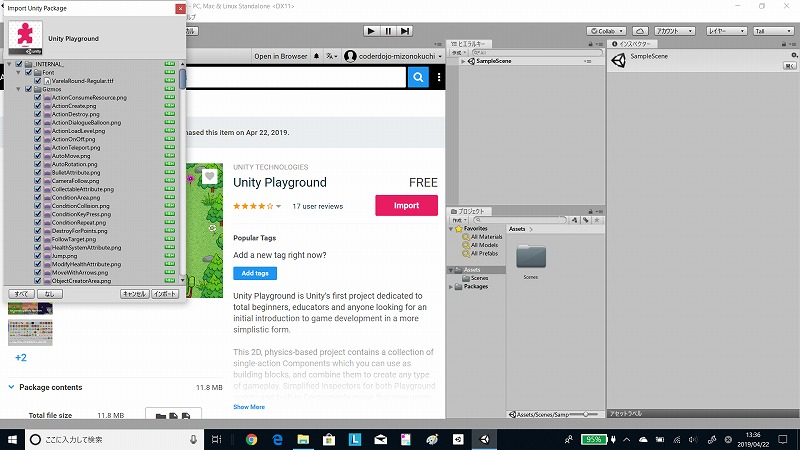 Import Unity Package
- PC, Mac & Linux Standalone <DX11>
Unity Playground
unity
_INTERNAL_
Font
VarelaRound-Regular.ttf
Gizmos
ActionConsumeResource.png
ActionCreate.png
ActionDestroy.png
ActionDialogueBalloon.png
ActionLoadLevel.png
ActionOnOff.png
ActionTeleport.png
AutoMove.png
AutoRotation.png
BulletAttribute.png
CameraFollow.png
CollectableAttribute.png
ConditionArea.png
ConditionCollision.png
ConditionKeyPress.png
ConditionRepeat.png
DestroyForPoints.png
FollowTarget.png
HealthSystemAttribute.png
Jump.png
ModifyHealthAttribute.png
MoveWithArrows.png
ObjectCreatorArea.png
すべて なし キャンセル インポート
Collab アカウント レイヤー Tall
Open in Browser coderdojo-mizonokuchi
ased this item on Apr 22, 2019.
UNITY TECHNOLOGIES
Unity Playground FREE
17 user reviews Import
Popular Tags
Add a new tag right now?
Add tags
Unity Playground is Unity's first project dedicated to
total beginners, educators and anyone looking for an
initial introduction to game development in a more
simplistic form.
This 2D, physics-based project contains a collection of
single-action Components which you can use as
building blocks, and combine them to create any type
of gameplay. Simplified Inspectors for both Playground
Show More
+2
Package contents 11.8 MB
Total file size 11.8 MB
ヒエラルキー
作成
All
SampleScene
プロジェクト
作成
Favorites
All Materials
All Models
All Prefabs
Assets
Scenes
Packages
Assets
Scenes
Assets/Scenes/Samp
インスペクター
SampleScene
開く
アセットラベル
ここに入力して検索
95%
13:36
2019/04/22